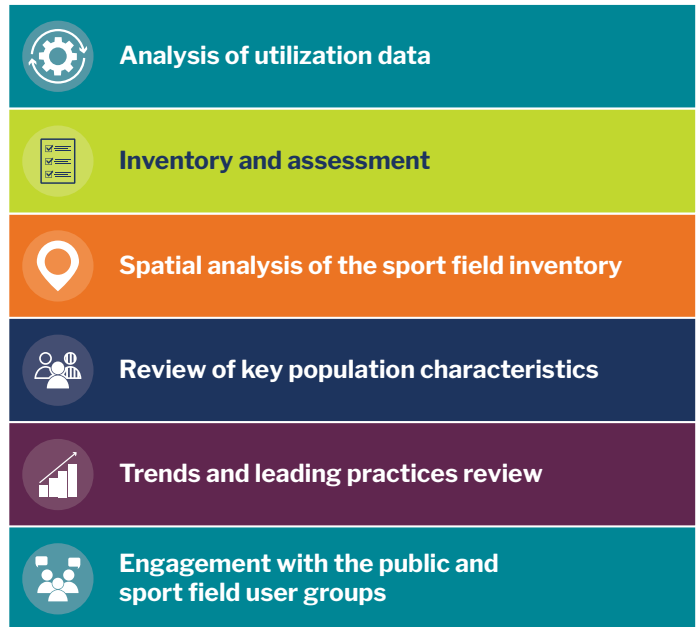 Analysis of utilization data
Inventory and assessment
Spatial analysis of the sport field inventory
Review of key population characteristics
Trends and leading practices review
Engagement with the public and
sport field user groups